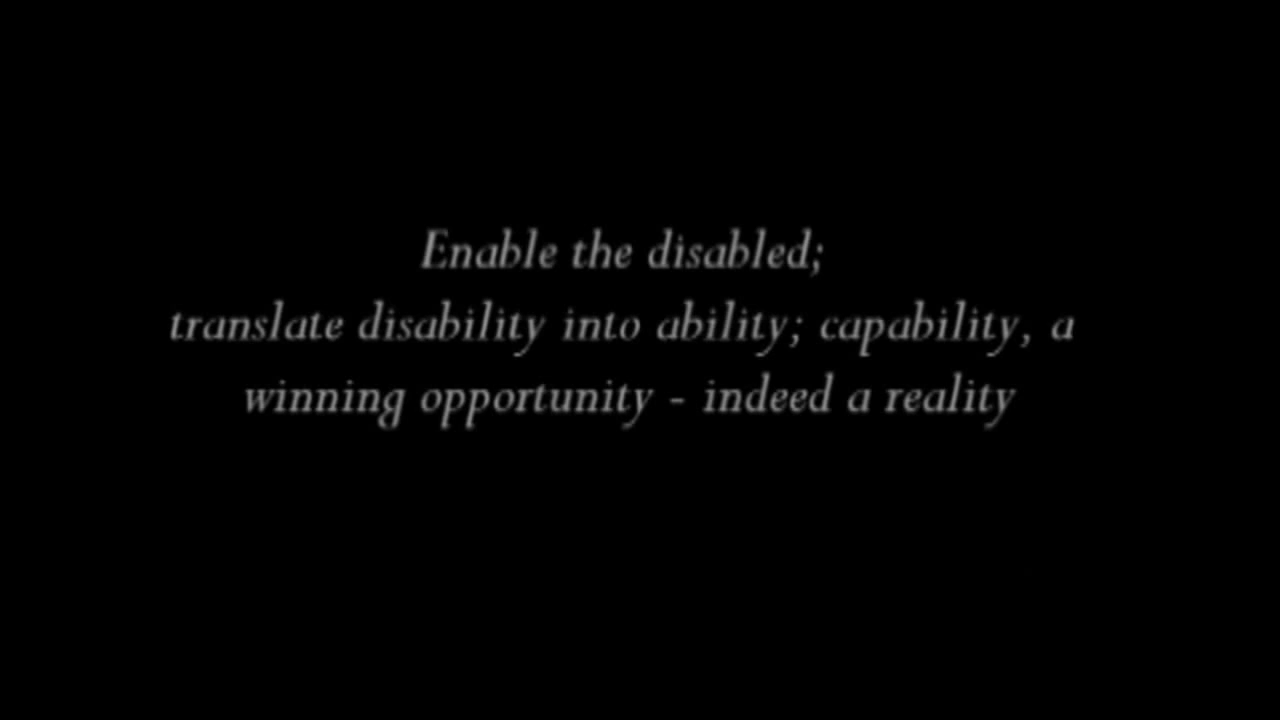 Enable the disabled;
translate disability into ability; capability, a
winning opportunity - indeed a reality